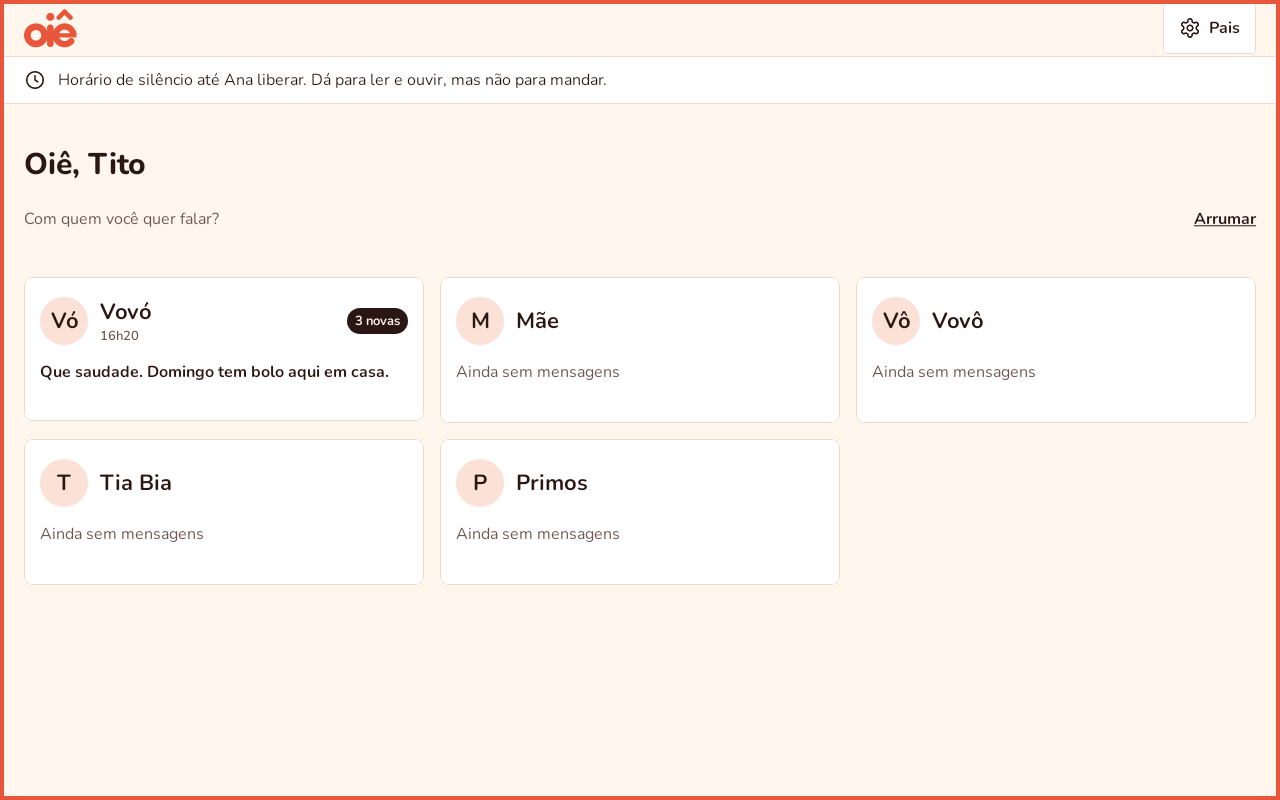 oiê
Pais
Horário de silêncio até Ana liberar. Dá para ler e ouvir, mas não para mandar.
Oiê, Tito
Com quem você quer falar?
Arrumar
Vó
Vovó
16h20
3 novas
Que saudade. Domingo tem bolo aqui em casa.
M
Mãe
Ainda sem mensagens
Vô
Vovô
Ainda sem mensagens
T
Tia Bia
Ainda sem mensagens
P
Primos
Ainda sem mensagens